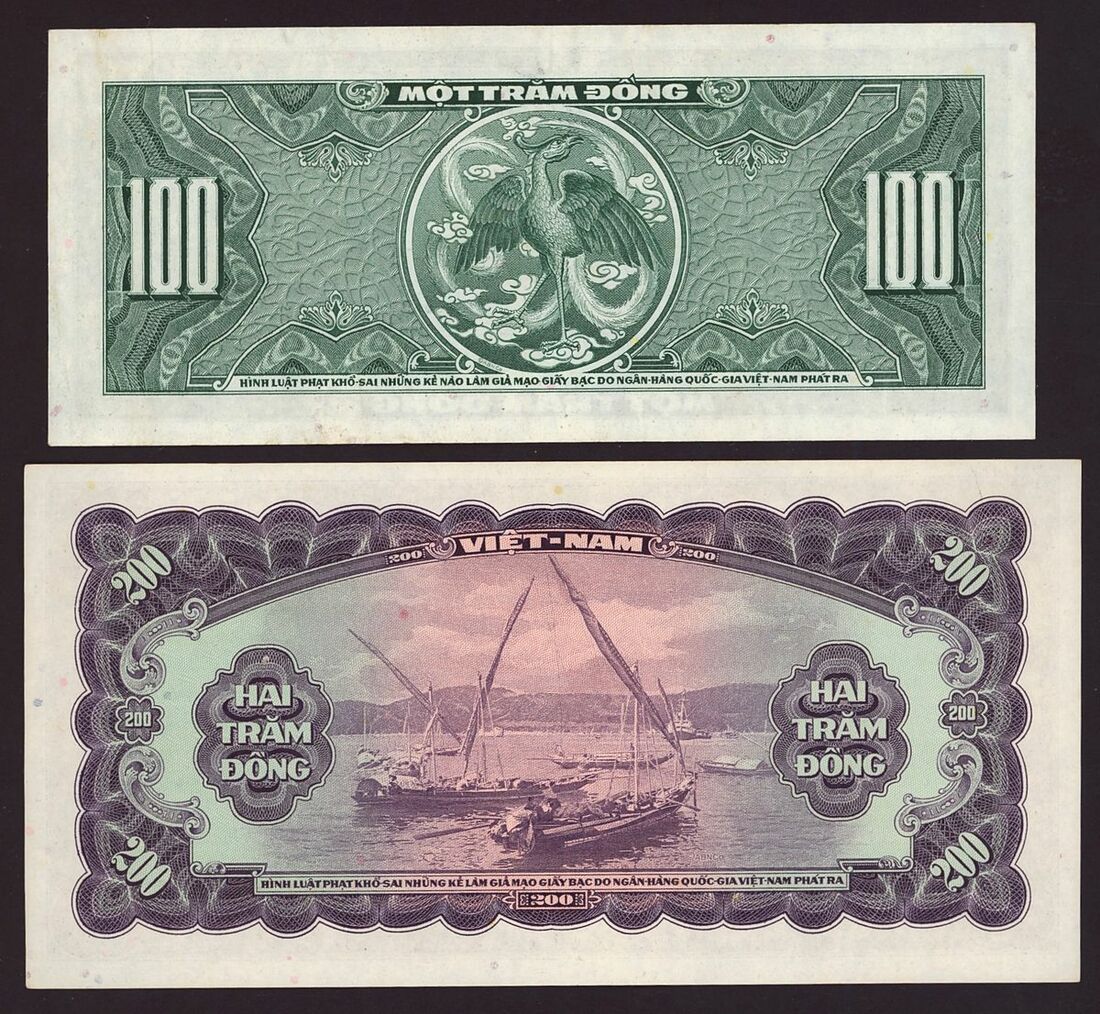 MỘT TRĂM ĐỒNG
100 100
HÌNH LUẬT PHẠT KHỔ-SAI NHỮNG KẺ NÀO LÀM GIẢ MẠO GIẤY BẠC DO NGÂN-HÀNG QUỐC-GIA VIỆT-NAM PHÁT RA
200 VIỆT-NAM 200
200 200
HAI
TRĂM
ĐỒNG
HAI
TRĂM
ĐỒNG
200 200
200 200
HÌNH LUẬT PHẠT KHỔ-SAI NHỮNG KẺ LÀM GIẢ MẠO GIẤY BẠC DO NGÂN-HÀNG QUỐC-GIA VIỆT-NAM PHÁT RA
200